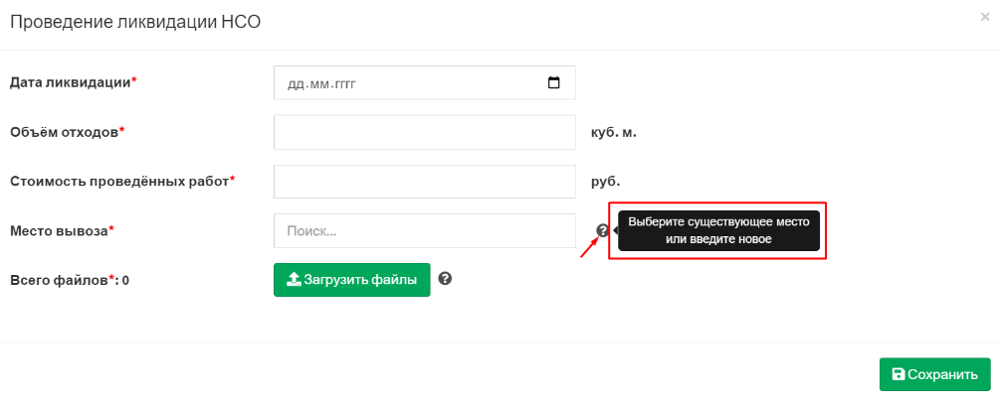 Проведение ликвидации НСО
×
Дата ликвидации*
дд.мм.гггг
Объём отходов*
куб. м.
Стоимость проведённых работ*
руб.
Место вывоза*
Поиск...
?
Выберите существующее место
или введите новое
Всего файлов*: 0
Загрузить файлы
?
Сохранить